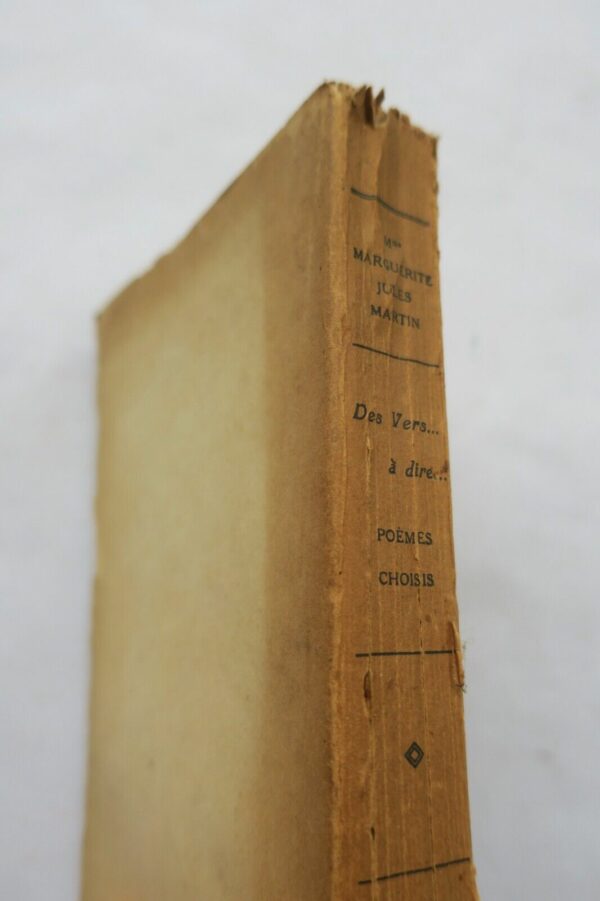 Mme
MARGUERITE
JULES
MARTIN
Des Vers...
à dire...
POÈMES
CHOISIS